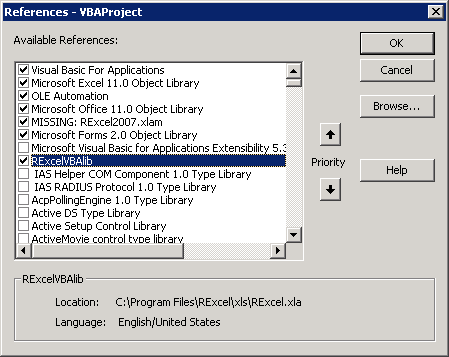 References - VBAProject
Available References:
Visual Basic For Applications
Microsoft Excel 11.0 Object Library
OLE Automation
Microsoft Office 11.0 Object Library
MISSING: RExcel2007.xlam
Microsoft Forms 2.0 Object Library
Microsoft Visual Basic for Applications Extensibility 5.3
RExcelVBAlib
IAS Helper COM Component 1.0 Type Library
IAS RADIUS Protocol 1.0 Type Library
AcpPollingEngine 1.0 Type Library
Active DS Type Library
Active Setup Control Library
ActiveMovie control type library
OK
Cancel
Browse...
Priority
Help
RExcelVBAlib
Location: C:\Program Files\RExcel\xls\RExcel.xla
Language: English/United States